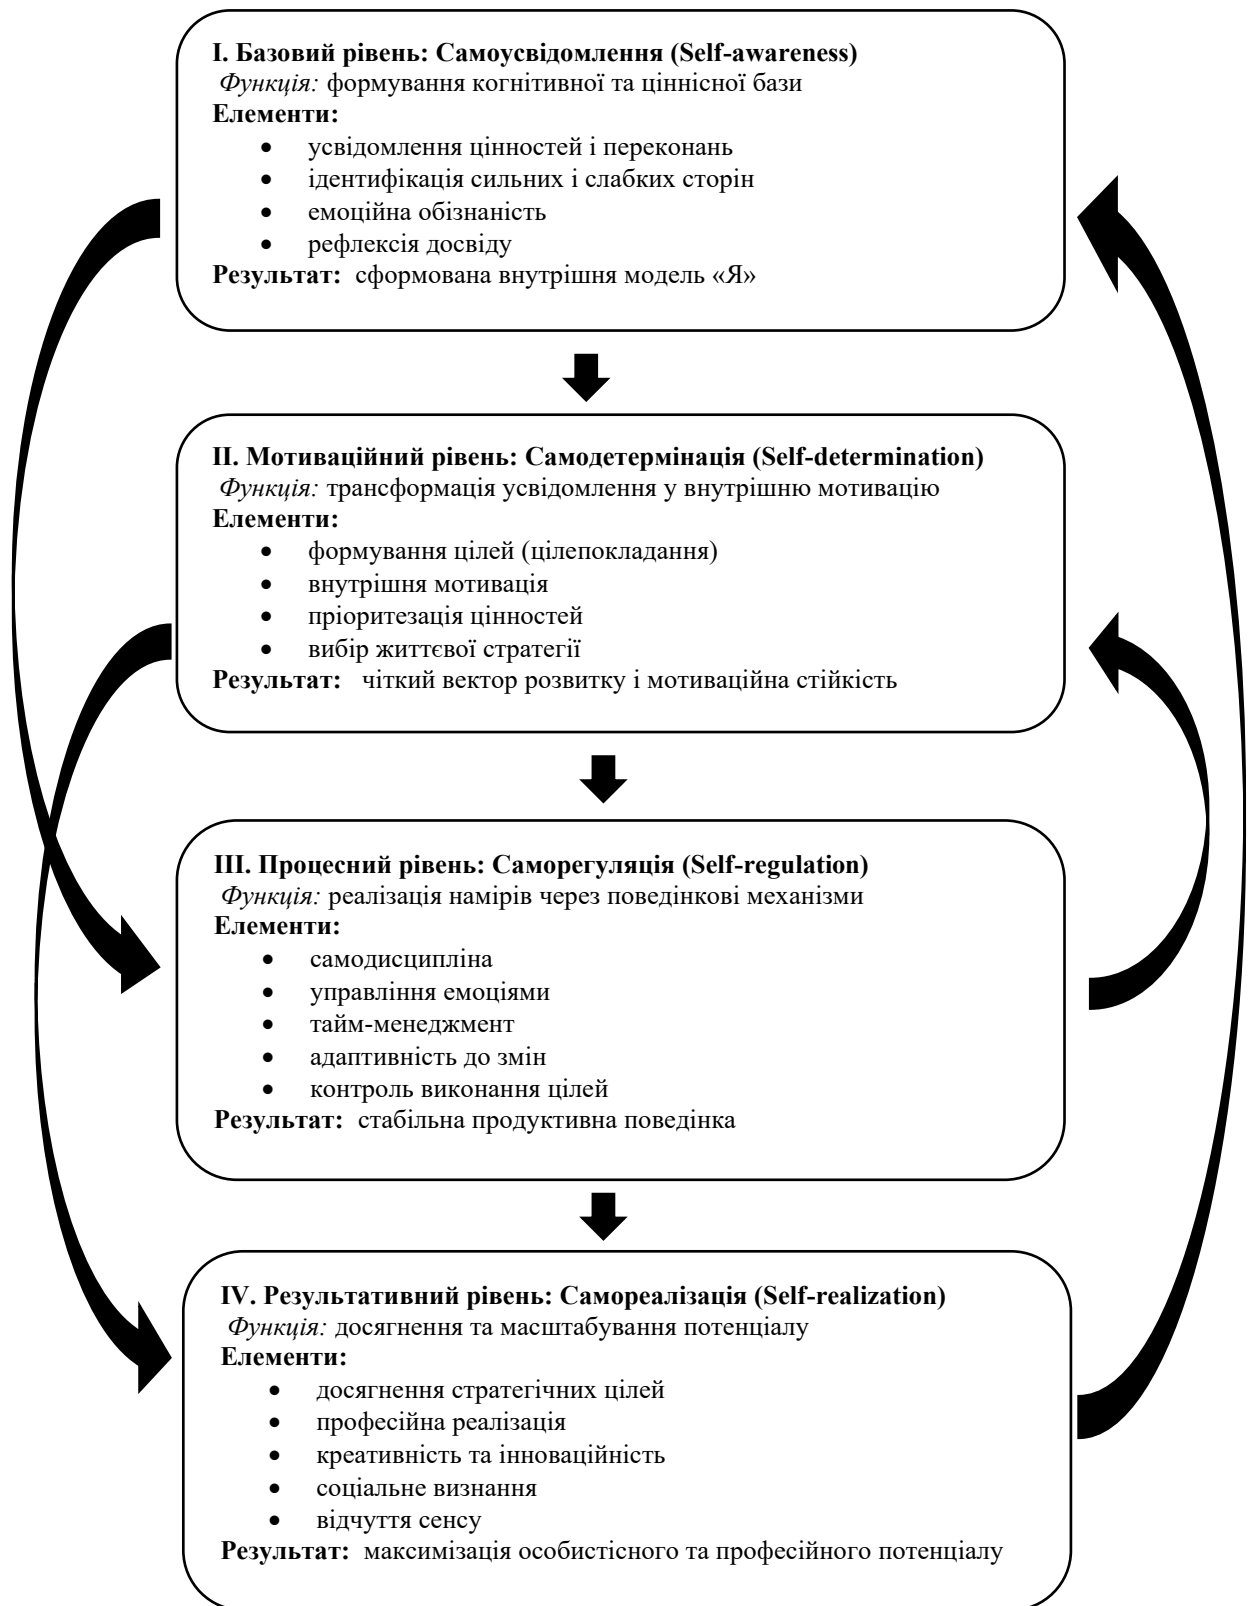 І. Базовий рівень: Самоусвідомлення (Self-awareness)
Функція: формування когнітивної та ціннісної бази
Елементи:
• усвідомлення цінностей і переконань
• ідентифікація сильних і слабких сторін
• емоційна обізнаність
• рефлексія досвіду
Результат: сформована внутрішня модель «Я»
ІІ. Мотиваційний рівень: Самодетермінація (Self-determination)
Функція: трансформація усвідомлення у внутрішню мотивацію
Елементи:
• формування цілей (цілепокладання)
• внутрішня мотивація
• пріоритезація цінностей
• вибір життєвої стратегії
Результат: чіткий вектор розвитку і мотиваційна стійкість
ІІІ. Процесний рівень: Саморегуляція (Self-regulation)
Функція: реалізація намірів через поведінкові механізми
Елементи:
• самодисципліна
• управління емоціями
• тайм-менеджмент
• адаптивність до змін
• контроль виконання цілей
Результат: стабільна продуктивна поведінка
IV. Результативний рівень: Самореалізація (Self-realization)
Функція: досягнення та масштабування потенціалу
Елементи:
• досягнення стратегічних цілей
• професійна реалізація
• креативність та інноваційність
• соціальне визнання
• відчуття сенсу
Результат: максимізація особистісного та професійного потенціалу